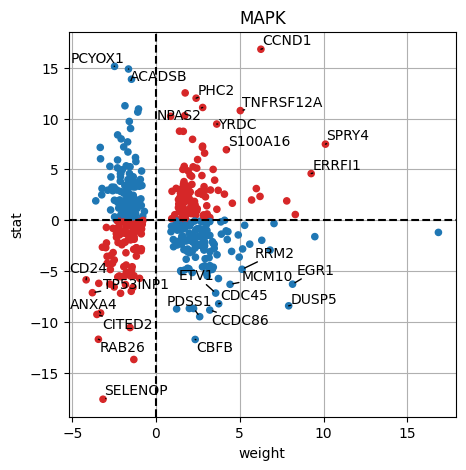 MAPK
CCND1
PCYOX1
ACADSB
PHC2
TNFRSF12A
NPAS2
YRDC
SPRY4
S100A16
ERRFI1
stat
15
10
5
0
−5
−10
−15
RRM2
CD24
ETV1
MCM10
EGR1
TP53INP1
CDC45
ANXA4
PDSS1
DUSP5
CITED2
CCDC86
RAB26
CBFB
SELENOP
−5
0
5
10
15
weight